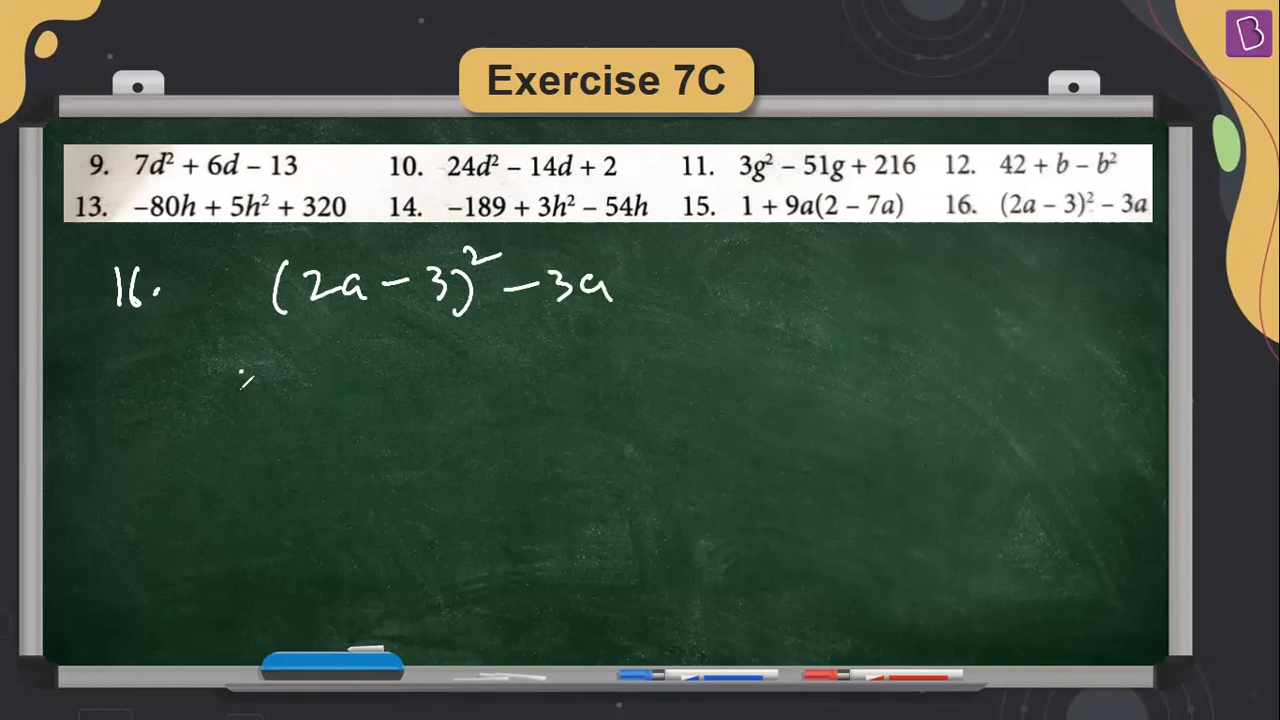 Exercise 7C
9. 7d² + 6d – 13 10. 24d² – 14d + 2 11. 3g² – 51g + 216 12. 42 + b – b²
13. –80h + 5h² + 320 14. –189 + 3h² – 54h 15. 1 + 9a(2 – 7a) 16. (2a – 3)² – 3a
16. (2a – 3)² – 3a